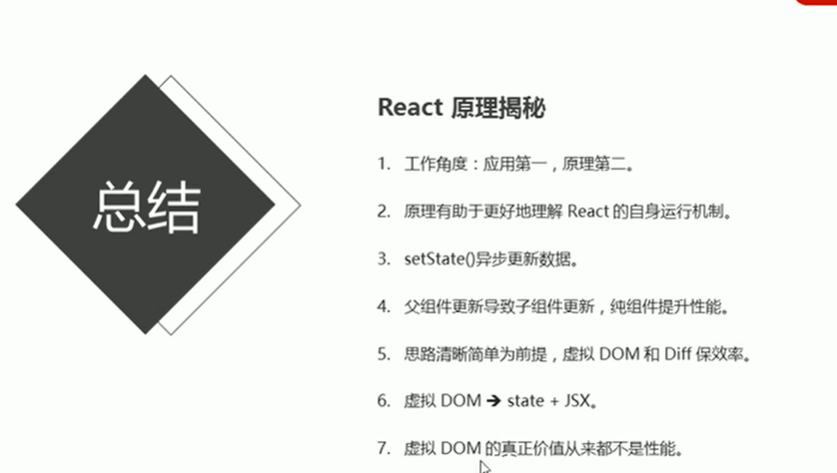 总结
React 原理揭秘
1. 工作角度：应用第一，原理第二。
2. 原理有助于更好地理解 React 的自身运行机制。
3. setState()异步更新数据。
4. 父组件更新导致子组件更新，纯组件提升性能。
5. 思路清晰简单为前提，虚拟 DOM 和 Diff 保效率。
6. 虚拟 DOM → state + JSX。
7. 虚拟 DOM 的真正价值从来都不是性能。